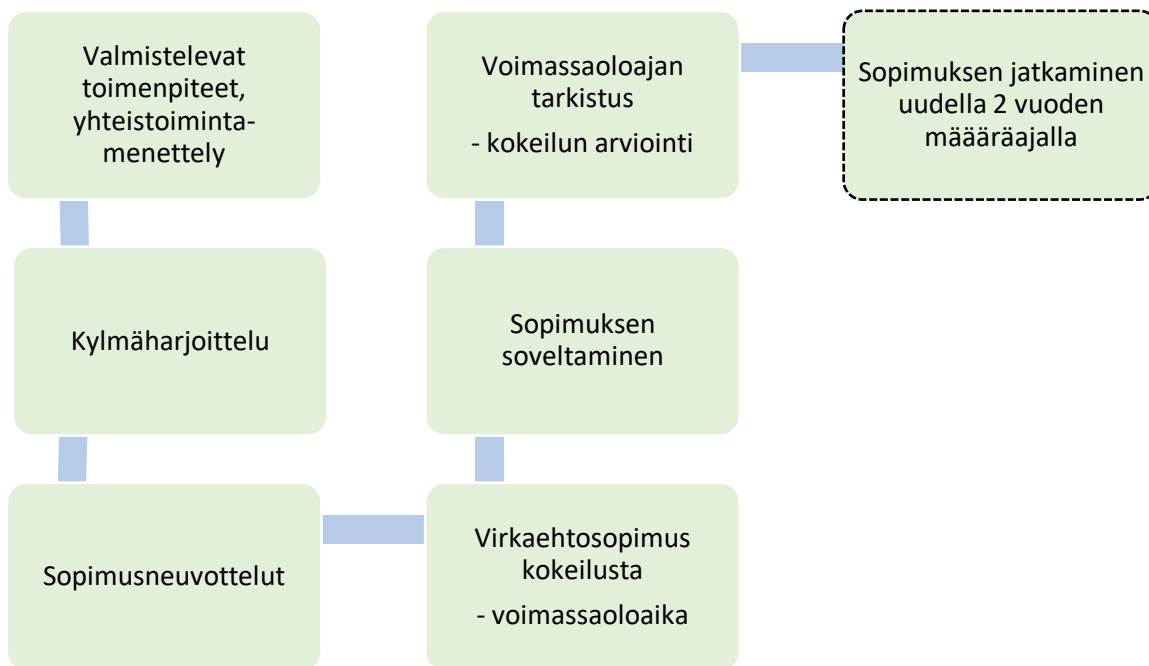 Valmistelevat
toimenpiteet,
yhteistoiminta-
menettely
Kylmäharjoittelu
Sopimusneuvottelut
Virkaehtosopimus
kokeilusta
- voimassaoloaika
Sopimuksen
soveltaminen
Voimassaoloajan
tarkistus
- kokeilun arviointi
Sopimuksen jatkaminen
uudella 2 vuoden
määäräajalla